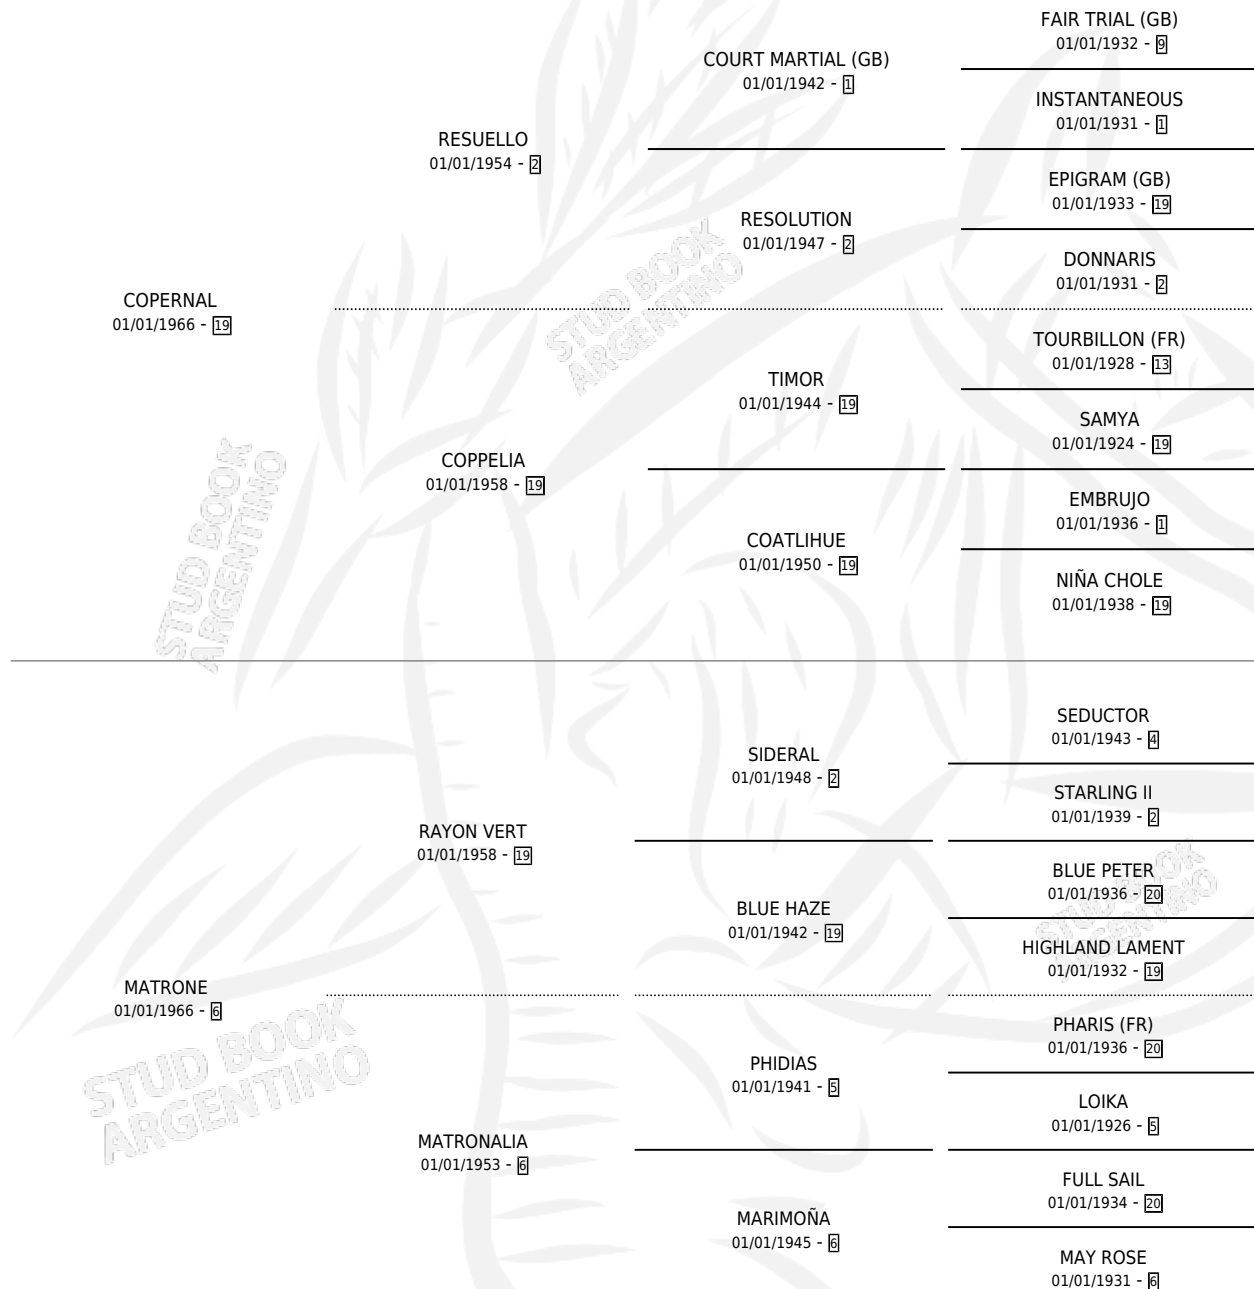 FAIR TRIAL (GB)
01/01/1932 - 9
COURT MARTIAL (GB)
01/01/1942 - 1
INSTANTANEOUS
01/01/1931 - 1
RESUELLO
01/01/1954 - 2
EPIGRAM (GB)
01/01/1933 - 19
RESOLUTION
01/01/1947 - 2
DONNARIS
01/01/1931 - 2
COPERNAL
01/01/1966 - 19
TOURBILLON (FR)
01/01/1928 - 13
TIMOR
01/01/1944 - 19
SAMYA
01/01/1924 - 19
COPPELIA
01/01/1958 - 19
EMBRUJO
01/01/1936 - 1
COATLIHUE
01/01/1950 - 19
NIÑA CHOLE
01/01/1938 - 19
SEDUCTOR
01/01/1943 - 4
SIDERAL
01/01/1948 - 2
STARLING II
01/01/1939 - 2
RAYON VERT
01/01/1958 - 19
BLUE PETER
01/01/1936 - 20
BLUE HAZE
01/01/1942 - 19
HIGHLAND LAMENT
01/01/1932 - 19
MATRONE
01/01/1966 - 6
PHARIS (FR)
01/01/1936 - 20
PHIDIAS
01/01/1941 - 5
LOIKA
01/01/1926 - 5
MATRONALIA
01/01/1953 - 6
FULL SAIL
01/01/1934 - 20
MARIMOÑA
01/01/1945 - 6
MAY ROSE
01/01/1931 - 6
STUD BOOK
ARGENTINO
STUD BOOK
ARGENTINO
STUD BOOK
ARGENTINO
STUD BOOK
ARGENTINO